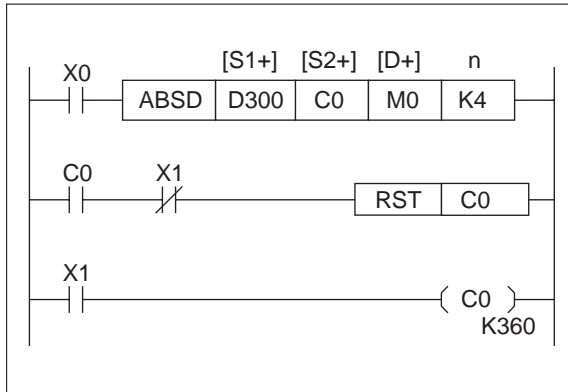 [S1+] [S2+] [D+] n
X0
ABSD D300 C0 M0 K4
C0 X1
RST C0
X1
C0
K360